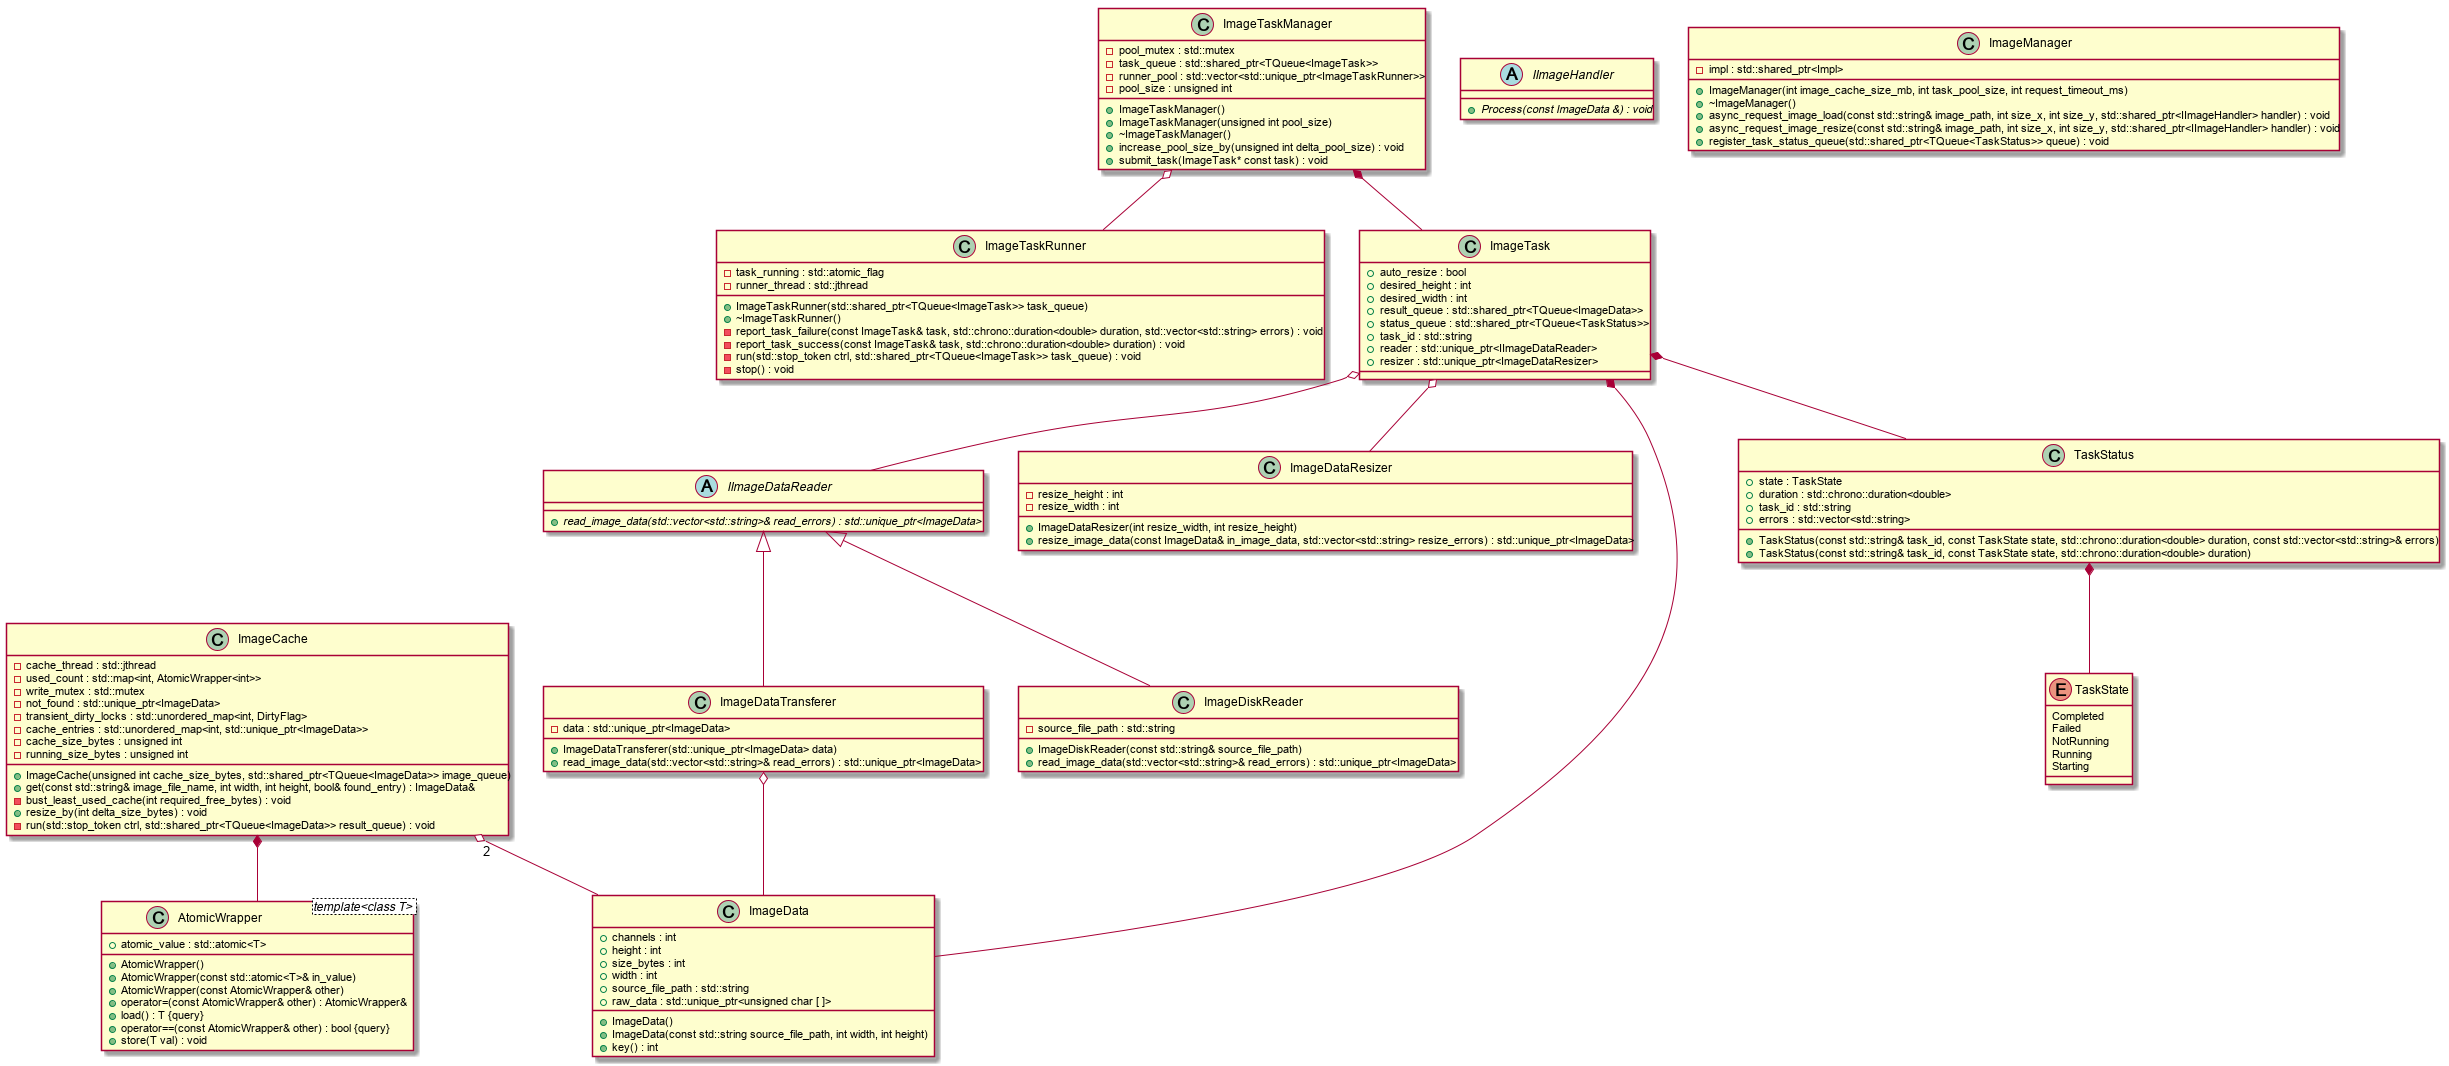 C ImageTaskManager
pool_mutex : std::mutex
task_queue : std::shared_ptr<TQueue<ImageTask>>
runner_pool : std::vector<std::unique_ptr<ImageTaskRunner>>
pool_size : unsigned int
ImageTaskManager()
ImageTaskManager(unsigned int pool_size)
~ImageTaskManager()
increase_pool_size_by(unsigned int delta_pool_size) : void
submit_task(ImageTask* const task) : void
A IImageHandler
Process(const ImageData &) : void
C ImageManager
impl : std::shared_ptr<Impl>
ImageManager(int image_cache_size_mb, int task_pool_size, int request_timeout_ms)
~ImageManager()
async_request_image_load(const std::string& image_path, int size_x, int size_y, std::shared_ptr<IImageHandler> handler) : void
async_request_image_resize(const std::string& image_path, int size_x, int size_y, std::shared_ptr<IImageHandler> handler) : void
register_task_status_queue(std::shared_ptr<TQueue<TaskStatus>> queue) : void
C ImageTaskRunner
task_running : std::atomic_flag
runner_thread : std::jthread
ImageTaskRunner(std::shared_ptr<TQueue<ImageTask>> task_queue)
~ImageTaskRunner()
report_task_failure(const ImageTask& task, std::chrono::duration<double> duration, std::vector<std::string> errors) : void
report_task_success(const ImageTask& task, std::chrono::duration<double> duration) : void
run(std::stop_token ctrl, std::shared_ptr<TQueue<ImageTask>> task_queue) : void
stop() : void
C ImageTask
auto_resize : bool
desired_height : int
desired_width : int
result_queue : std::shared_ptr<TQueue<ImageData>>
status_queue : std::shared_ptr<TQueue<TaskStatus>>
task_id : std::string
reader : std::unique_ptr<IImageDataReader>
resizer : std::unique_ptr<ImageDataResizer>
A IImageDataReader
read_image_data(std::vector<std::string>& read_errors) : std::unique_ptr<ImageData>
C ImageDataResizer
resize_height : int
resize_width : int
ImageDataResizer(int resize_width, int resize_height)
resize_image_data(const ImageData& in_image_data, std::vector<std::string> resize_errors) : std::unique_ptr<ImageData>
C TaskStatus
state : TaskState
duration : std::chrono::duration<double>
task_id : std::string
errors : std::vector<std::string>
TaskStatus(const std::string& task_id, const TaskState state, std::chrono::duration<double> duration, const std::vector<std::string>& errors)
TaskStatus(const std::string& task_id, const TaskState state, std::chrono::duration<double> duration)
C ImageCache
cache_thread : std::jthread
used_count : std::map<int, AtomicWrapper<int>>
write_mutex : std::mutex
not_found : std::unique_ptr<ImageData>
transient_dirty_locks : std::unordered_map<int, DirtyFlag>
cache_entries : std::unordered_map<int, std::unique_ptr<ImageData>>
cache_size_bytes : unsigned int
running_size_bytes : unsigned int
ImageCache(unsigned int cache_size_bytes, std::shared_ptr<TQueue<ImageData>> image_queue)
get(const std::string& image_file_name, int width, int height, bool& found_entry) : ImageData&
bust_least_used_cache(int required_free_bytes) : void
resize_by(int delta_size_bytes) : void
run(std::stop_token ctrl, std::shared_ptr<TQueue<ImageData>> result_queue) : void
2
C ImageDataTransferer
data : std::unique_ptr<ImageData>
ImageDataTransferer(std::unique_ptr<ImageData> data)
read_image_data(std::vector<std::string>& read_errors) : std::unique_ptr<ImageData>
C ImageDiskReader
source_file_path : std::string
ImageDiskReader(const std::string& source_file_path)
read_image_data(std::vector<std::string>& read_errors) : std::unique_ptr<ImageData>
E TaskState
Completed
Failed
NotRunning
Running
Starting
C AtomicWrapper
template<class T>
atomic_value : std::atomic<T>
AtomicWrapper()
AtomicWrapper(const std::atomic<T>& in_value)
AtomicWrapper(const AtomicWrapper& other)
operator=(const AtomicWrapper& other) : AtomicWrapper&
load() : T {query}
operator==(const AtomicWrapper& other) : bool {query}
store(T val) : void
C ImageData
channels : int
height : int
size_bytes : int
width : int
source_file_path : std::string
raw_data : std::unique_ptr<unsigned char [ ]>
ImageData()
ImageData(const std::string source_file_path, int width, int height)
key() : int